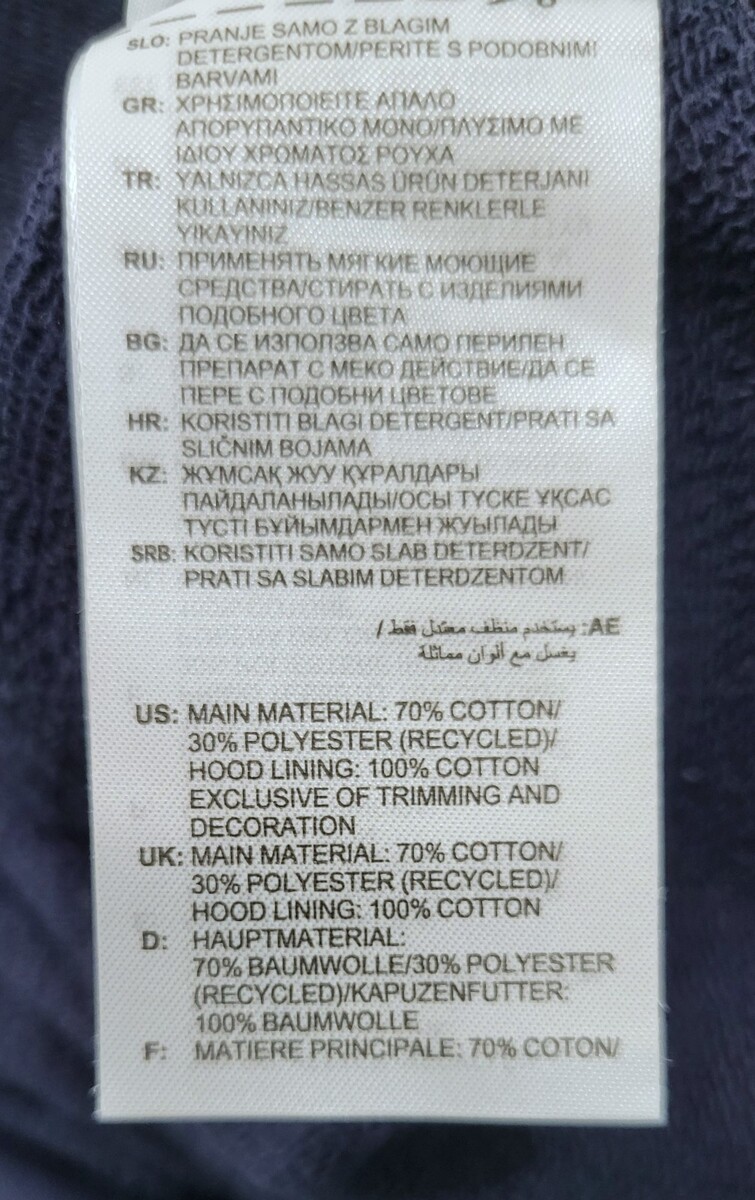 SLO: PRANJE SAMO Z BLAGIM
DETERGENTOM/PERITE S PODOBNIMI
BARVAMI
GR: ΧΡΗΣΙΜΟΠΟΙΕΙΤΕ ΑΠΑΛΟ
ΑΠΟΡΥΠΑΝΤΙΚΟ ΜΟΝΟ/ΠΛΥΣΙΜΟ ΜΕ
ΙΔΙΟΥ ΧΡΩΜΑΤΟΣ ΡΟΥΧΑ
TR: YALNIZCA HASSAS ÜRÜN DETERJANI
KULLANINIZ/BENZER RENKLERLE
YIKAYINIZ
RU: ПРИМЕНЯТЬ МЯГКИЕ МОЮЩИЕ
СРЕДСТВА/СТИРАТЬ С ИЗДЕЛИЯМИ
ПОДОБНОГО ЦВЕТА
BG: ДА СЕ ИЗПОЛЗВА САМО ПЕРИЛЕН
ПРЕПАРАТ С МЕКО ДЕЙСТВИЕ/ДА СЕ
ПЕРЕ С ПОДОБНИ ЦВЕТОВЕ
HR: KORISTITI BLAGI DETERGENT/PRATI SA
SLIČNIM BOJAMA
KZ: ЖҰМСАҚ ЖУУ ҚҰРАЛДАРЫ
ПАЙДАЛАНЫЛАДЫ/ОСЫ ТҮСКЕ ҰҚСАС
ТҮСТІ БҰЙЫМДАРМЕН ЖУЫЛАДЫ
SRB: KORISTITI SAMO SLAB DETERDZENT/
PRATI SA SLABIM DETERDZENTOM
AE: يستخدم منظف معتدل فقط /
يغسل مع ألوان مماثلة
US: MAIN MATERIAL: 70% COTTON/
30% POLYESTER (RECYCLED)/
HOOD LINING: 100% COTTON
EXCLUSIVE OF TRIMMING AND
DECORATION
UK: MAIN MATERIAL: 70% COTTON/
30% POLYESTER (RECYCLED)/
HOOD LINING: 100% COTTON
D: HAUPTMATERIAL:
70% BAUMWOLLE/30% POLYESTER
(RECYCLED)/KAPUZENFUTTER:
100% BAUMWOLLE
F: MATIERE PRINCIPALE: 70% COTON/